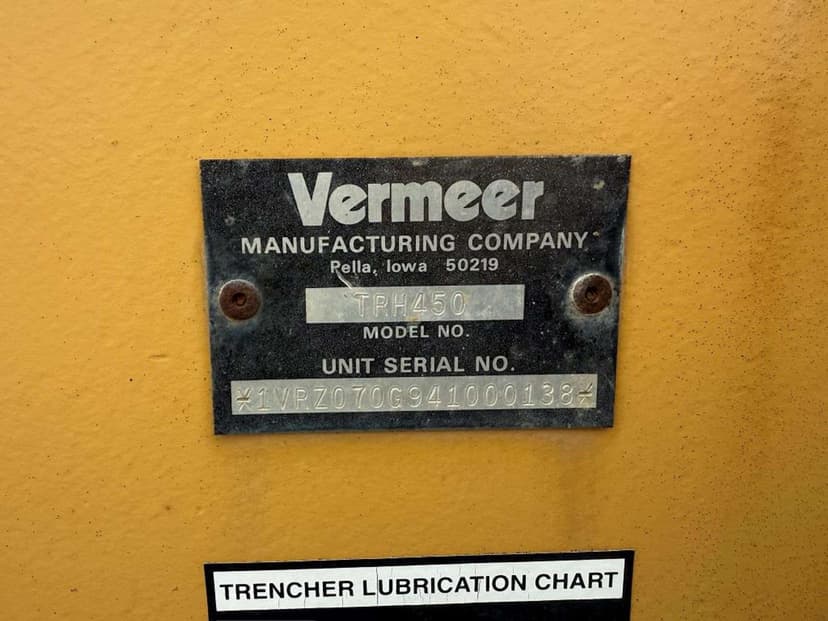 Vermeer
MANUFACTURING COMPANY
Pella, Iowa 50219
TRH450
MODEL NO.
UNIT SERIAL NO.
*1VRZ070G941000138*
TRENCHER LUBRICATION CHART